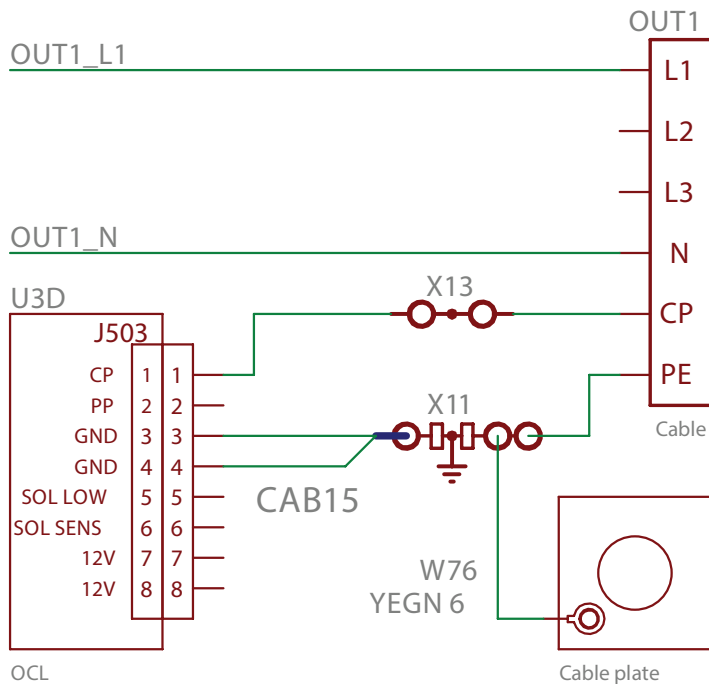 OUT1
OUT1_L1
L1
L2
L3
OUT1_N
N
U3D
X13
CP
J503
CP 1 1
PE
PP 2 2
X11
GND 3 3
Cable
GND 4 4
CAB15
SOL LOW 5 5
SOL SENS 6 6
12V 7 7
W76
12V 8 8
YEGN 6
OCL
Cable plate